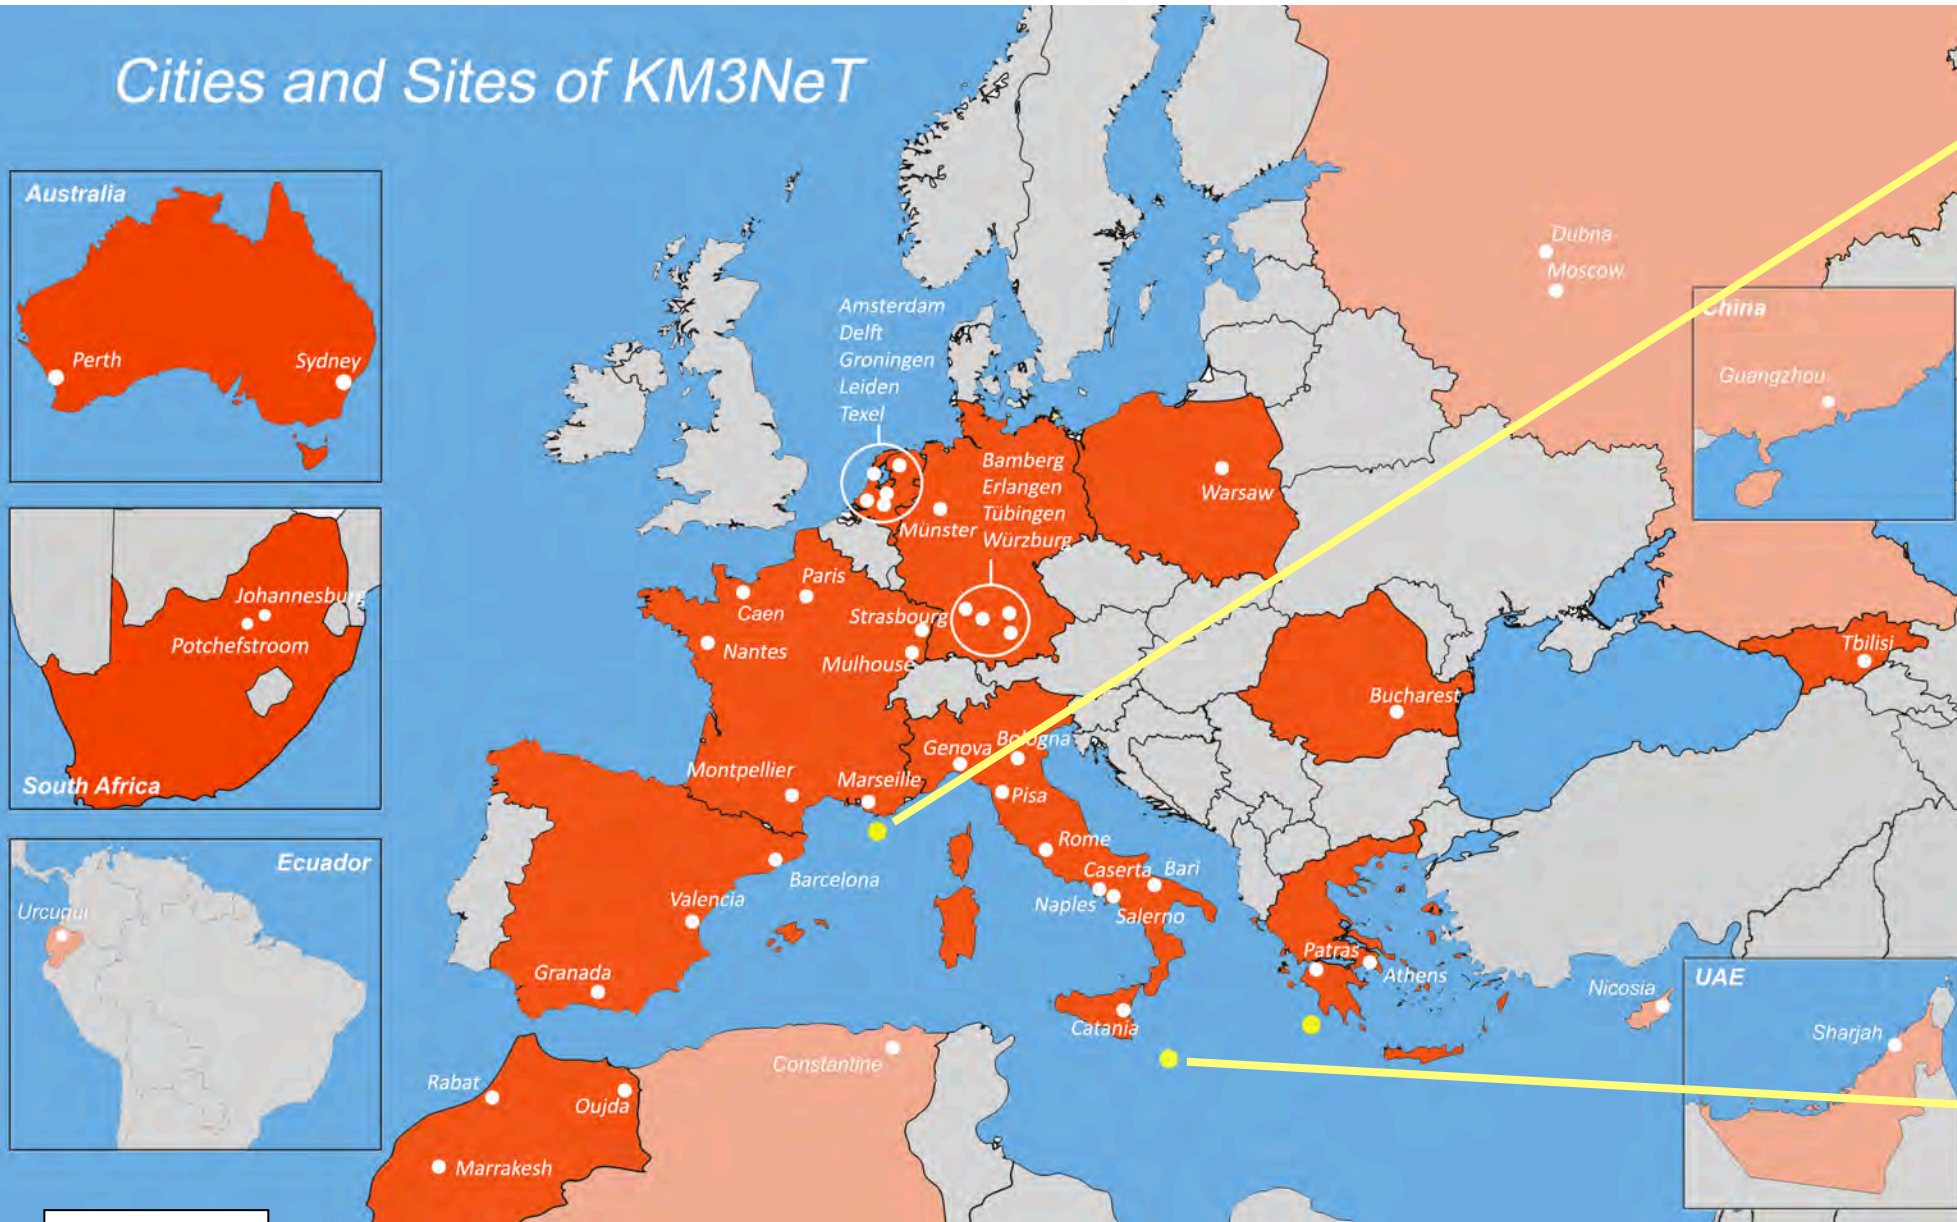 Cities and Sites of KM3NeT
Australia
Perth
Sydney
Johannesburg
Potchefstroom
South Africa
Ecuador
Urcuqui
Amsterdam
Delft
Groningen
Leiden
Texel
Bamberg
Erlangen
Tübingen
Würzburg
Münster
Warsaw
Dubna
Moscow
China
Guangzhou
Paris
Caen
Strasbourg
Nantes
Mulhouse
Tbilisi
Bucharest
Genova
Bologna
Montpellier
Marseille
Pisa
Rome
Barcelona
Caserta
Bari
Valencia
Naples
Salerno
Granada
Patras
Athens
Nicosia
UAE
Sharjah
Catania
Constantine
Rabat
Oujda
Marrakesh